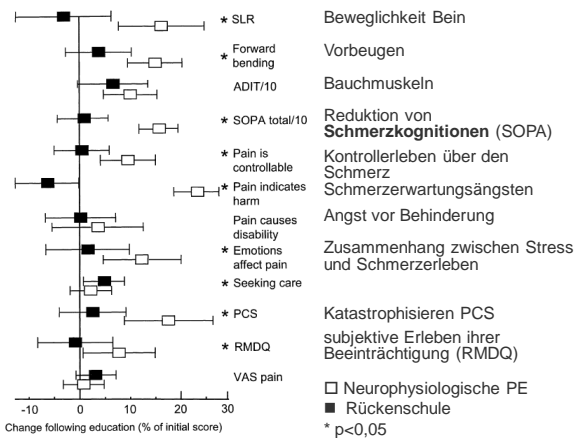 * SLR
Beweglichkeit Bein
* Forward
bending
Vorbeugen
ADIT/10
Bauchmuskeln
* SOPA total/10
Reduktion von
Schmerzkognitionen (SOPA)
* Pain is
controllable
Kontrollerleben über den
Schmerz
* Pain indicates
harm
Schmerzerwartungsängsten
Pain causes
disability
Angst vor Behinderung
* Emotions
affect pain
Zusammenhang zwischen Stress
und Schmerzerleben
* Seeking care
* PCS
Katastrophisieren PCS
* RMDQ
subjektive Erleben ihrer
Beeinträchtigung (RMDQ)
VAS pain
-10 0 10 20 30
Change following education (% of initial score)
Neurophysiologische PE
Rückenschule
* p<0,05